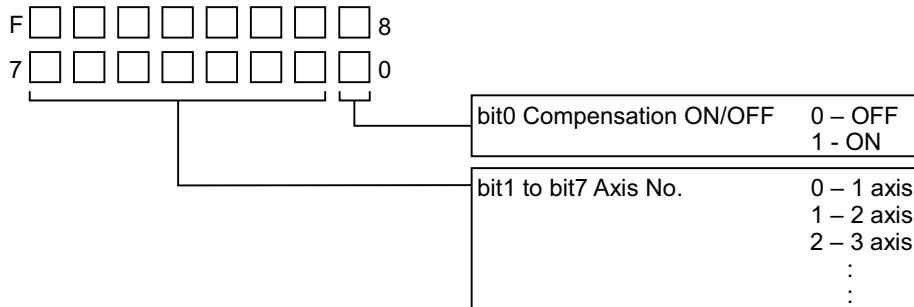 F 8
7 0
bit0 Compensation ON/OFF 0 – OFF
1 - ON
bit1 to bit7 Axis No. 0 – 1 axis
1 – 2 axis
2 – 3 axis
:
: